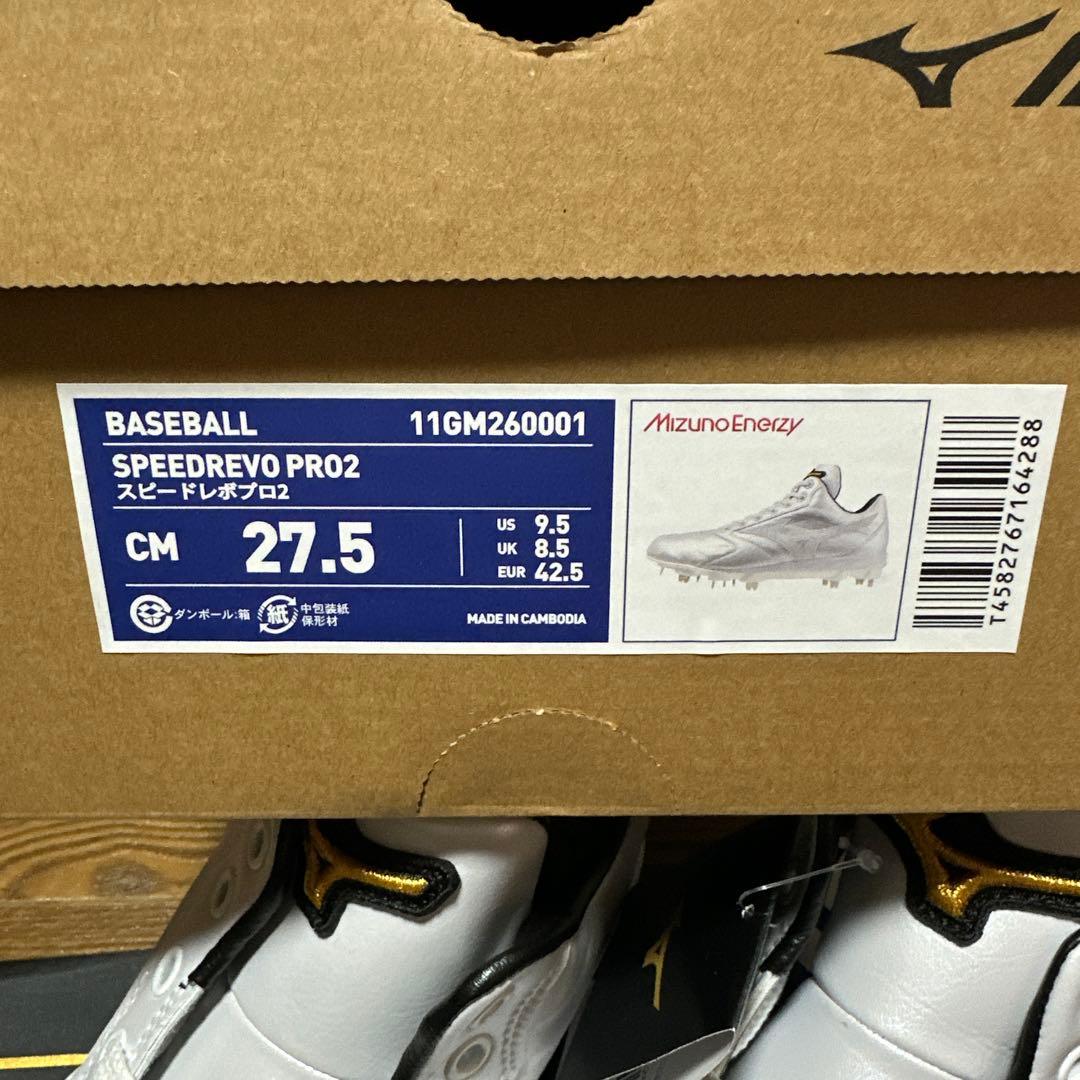 BASEBALL 11GM260001
SPEEDREVO PRO2
スピードレボプロ2
CM 27.5
US 9.5
UK 8.5
EUR 42.5
ダンボール:箱
紙 中包装紙
保形材
MADE IN CAMBODIA
MizunoEnerzy
T4582767164288